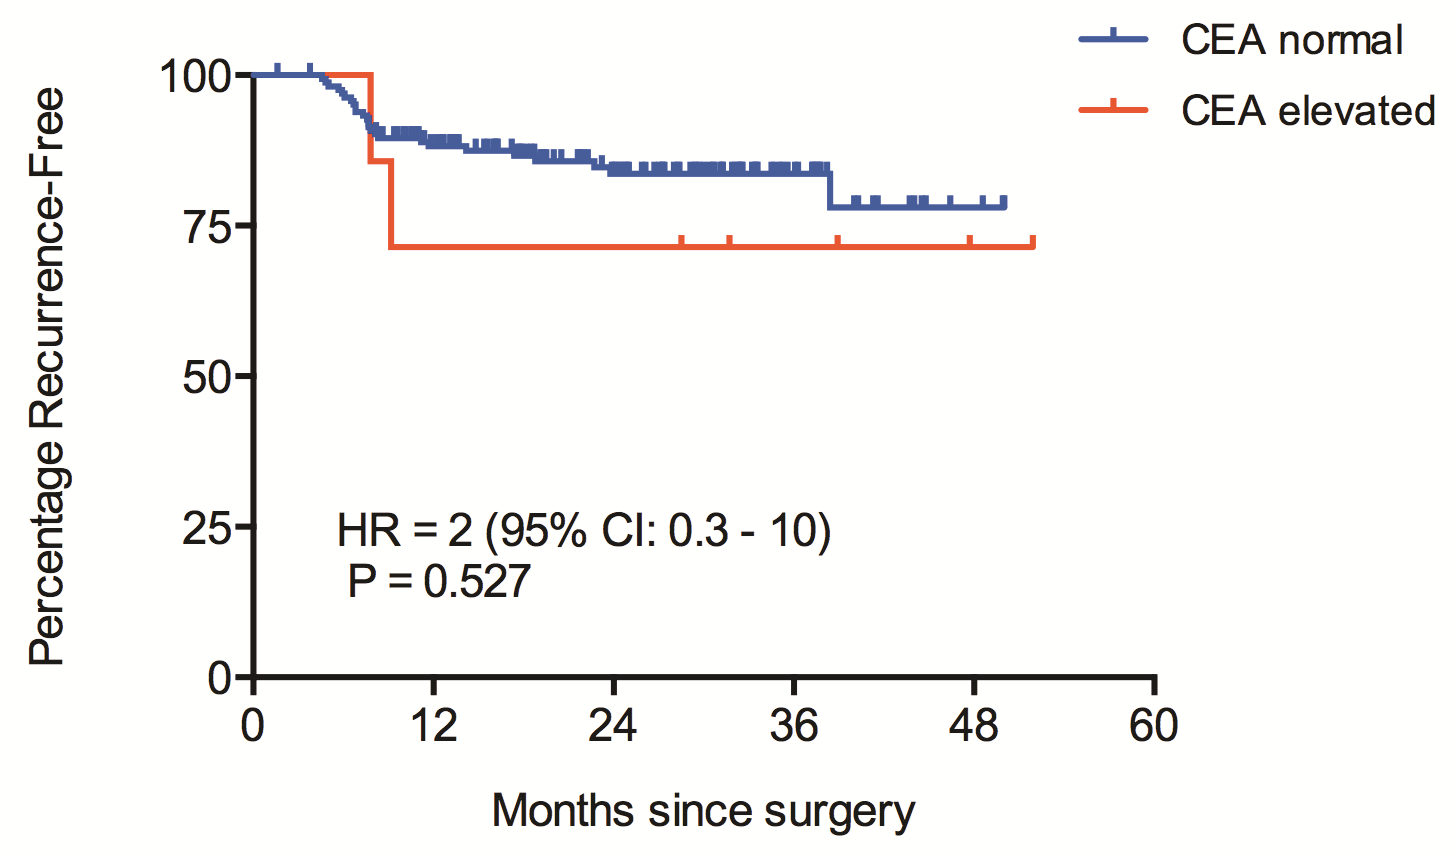 CEA normal
CEA elevated
Percentage Recurrence-Free
100
75
50
25
0
HR = 2 (95% CI: 0.3 - 10)
P = 0.527
0 12 24 36 48 60
Months since surgery